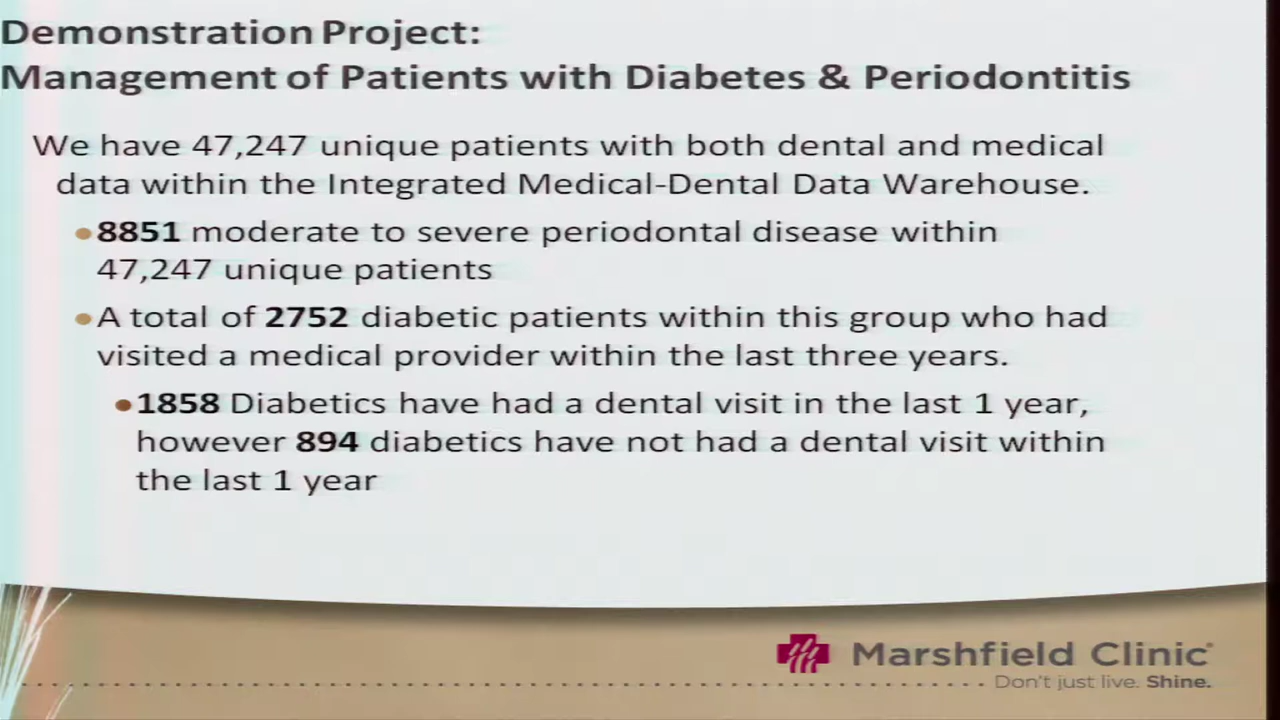 Demonstration Project:
Management of Patients with Diabetes & Periodontitis
We have 47,247 unique patients with both dental and medical
data within the Integrated Medical-Dental Data Warehouse.
•8851 moderate to severe periodontal disease within
47,247 unique patients
•A total of 2752 diabetic patients within this group who had
visited a medical provider within the last three years.
•1858 Diabetics have had a dental visit in the last 1 year,
however 894 diabetics have not had a dental visit within
the last 1 year
Marshfield Clinic®
Don't just live. Shine.